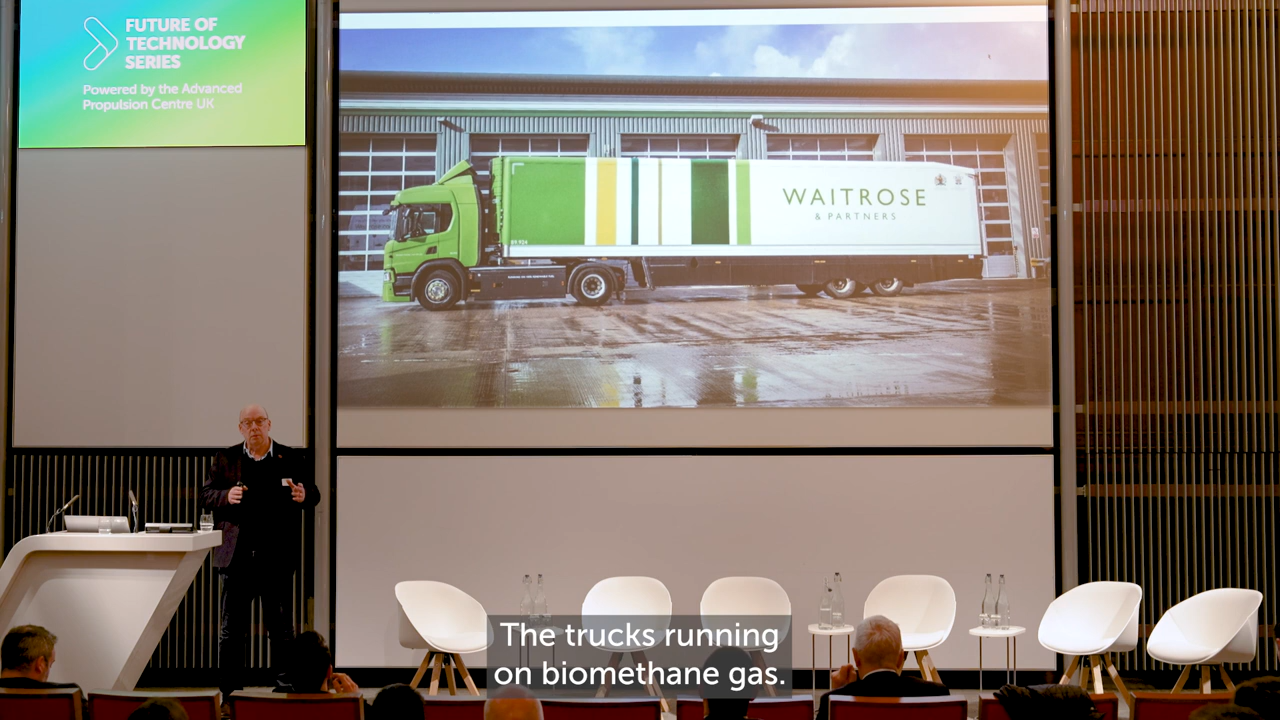 FUTURE OF
TECHNOLOGY
SERIES
Powered by the Advanced
Propulsion Centre UK
WAITROSE
& PARTNERS
The trucks running
on biomethane gas.